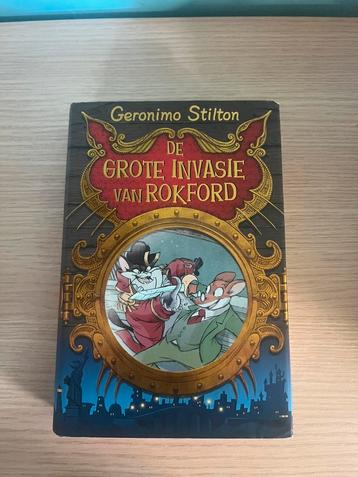 Geronimo Stilton
DE
GROTE INVASIE
VAN ROKFORD